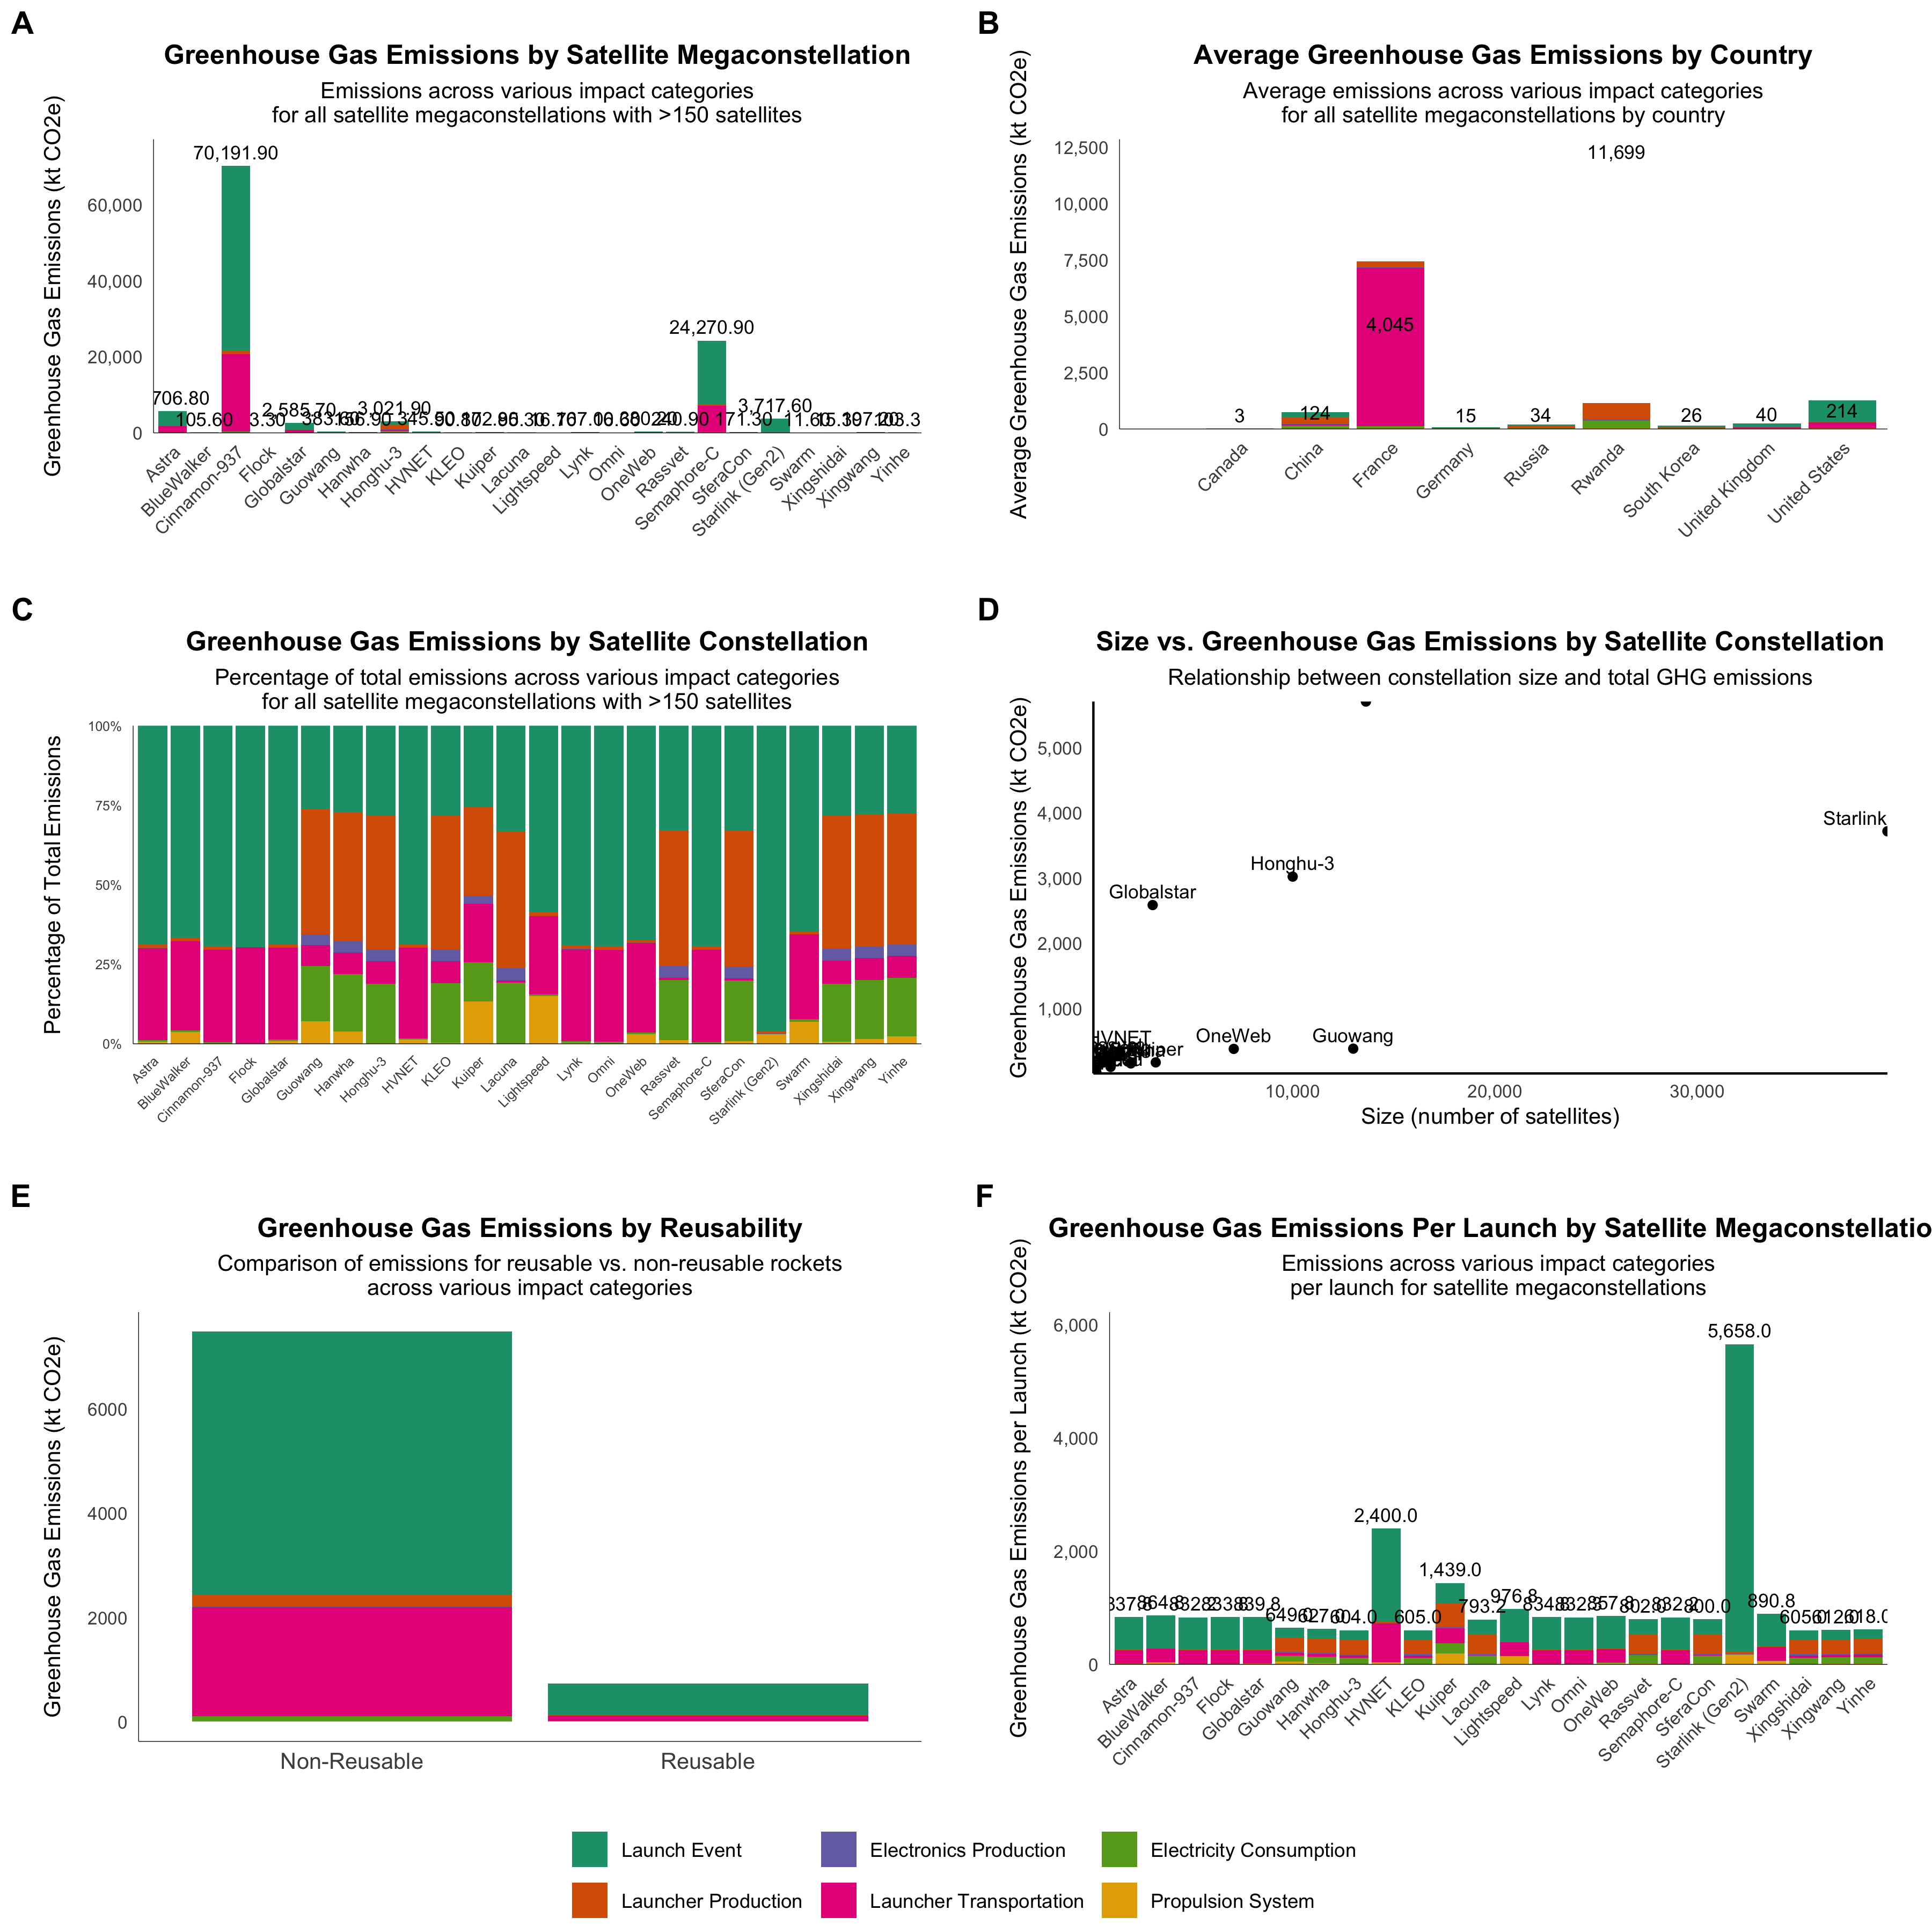 A
Greenhouse Gas Emissions by Satellite Megaconstellation
Emissions across various impact categories
for all satellite megaconstellations with >150 satellites
Greenhouse Gas Emissions (kt CO2e)
60,000
40,000
20,000
0
70,191.90
24,270.90
706.80
105.60
3.30
2,585.70
3,021.90
171.30
3,717.60
Astra
BlueWalker
Cinnamon-937
Flock
Globalstar
Guowang
Hanwha
Honghu-3
HVNET
KLEO
Kuiper
Lacuna
Lightspeed
Lynk
Omni
OneWeb
Rassvet
Semaphore-C
SferaCon
Starlink (Gen2)
Swarm
Xingshidai
Xingwang
Yinhe
B
Average Greenhouse Gas Emissions by Country
Average emissions across various impact categories
for all satellite megaconstellations by country
Average Greenhouse Gas Emissions (kt CO2e)
12,500
10,000
7,500
5,000
2,500
0
3
124
4,045
15
34
11,699
26
40
214
Canada
China
France
Germany
Russia
Rwanda
South Korea
United Kingdom
United States
C
Greenhouse Gas Emissions by Satellite Constellation
Percentage of total emissions across various impact categories
for all satellite megaconstellations with >150 satellites
Percentage of Total Emissions
100%
75%
50%
25%
0%
Astra
BlueWalker
Cinnamon-937
Flock
Globalstar
Guowang
Hanwha
Honghu-3
HVNET
KLEO
Kuiper
Lacuna
Lightspeed
Lynk
Omni
OneWeb
Rassvet
Semaphore-C
SferaCon
Starlink (Gen2)
Swarm
Xingshidai
Xingwang
Yinhe
D
Size vs. Greenhouse Gas Emissions by Satellite Constellation
Relationship between constellation size and total GHG emissions
Greenhouse Gas Emissions (kt CO2e)
5,000
4,000
3,000
2,000
1,000
Starlink
Honghu-3
Globalstar
HVNET
OneWeb
Guowang
10,000
20,000
30,000
Size (number of satellites)
E
Greenhouse Gas Emissions by Reusability
Comparison of emissions for reusable vs. non-reusable rockets
across various impact categories
Greenhouse Gas Emissions (kt CO2e)
6000
4000
2000
0
Non-Reusable
Reusable
F
Greenhouse Gas Emissions Per Launch by Satellite Megaconstellatio
Emissions across various impact categories
per launch for satellite megaconstellations
Greenhouse Gas Emissions per Launch (kt CO2e)
6,000
4,000
2,000
0
839.8
604.0
2,400.0
605.0
1,439.0
793.2
976.8
800.0
5,658.0
890.8
Astra
BlueWalker
Cinnamon-937
Flock
Globalstar
Guowang
Hanwha
Honghu-3
HVNET
KLEO
Kuiper
Lacuna
Lightspeed
Lynk
Omni
OneWeb
Rassvet
Semaphore-C
SferaCon
Starlink (Gen2)
Swarm
Xingshidai
Xingwang
Yinhe
Launch Event
Electronics Production
Electricity Consumption
Launcher Production
Launcher Transportation
Propulsion System